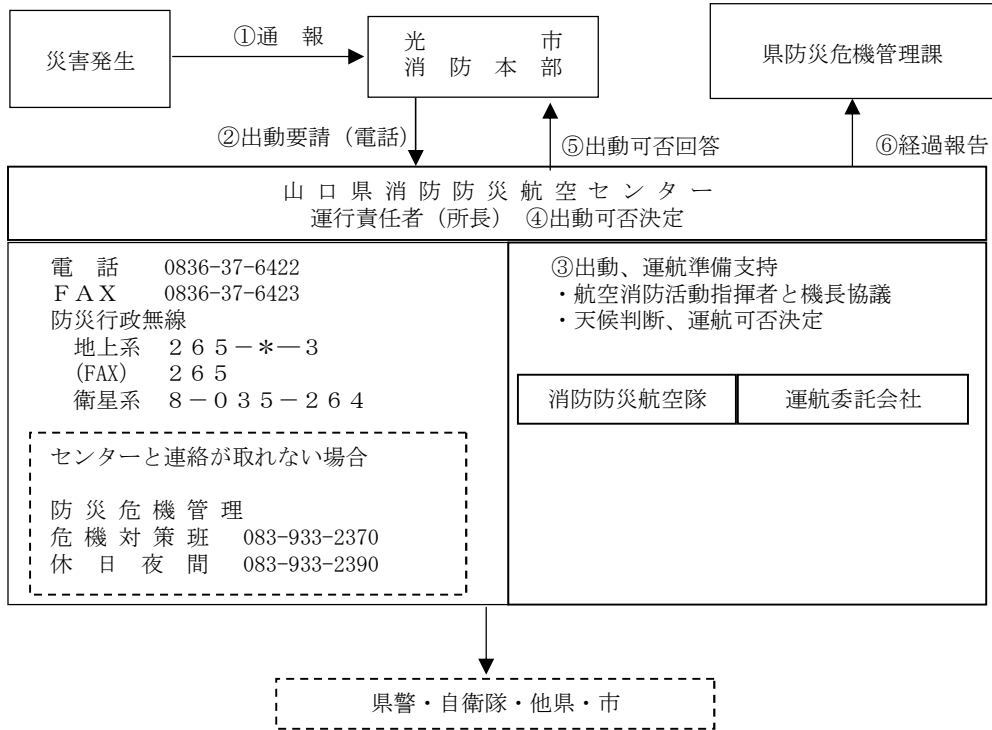 災害発生
①通　報
光　　　　　市
消　防　本　部
県防災危機管理課
②出動要請（電話）
⑤出動可否回答
⑥経過報告
山 口 県 消 防 防 災 航 空 セ ン タ ー
運行責任者（所長）　④出動可否決定
電　話　　0836-37-6422
ＦＡＸ　　0836-37-6423
防災行政無線
地上系　２６５－＊―３
(FAX)　２６５
衛星系　８－０３５－２６４
センターと連絡が取れない場合
防 災 危 機 管 理
危 機 対 策 班　083-933-2370
休　日　夜　間　083-933-2390
③出動、運航準備支持
・航空消防活動指揮者と機長協議
・天候判断、運航可否決定
消防防災航空隊
運航委託会社
県警・自衛隊・他県・市